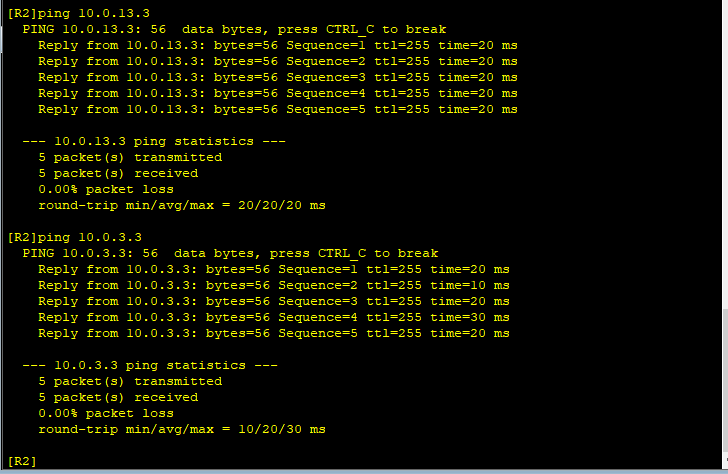 [R2]ping 10.0.13.3
PING 10.0.13.3: 56  data bytes, press CTRL_C to break
Reply from 10.0.13.3: bytes=56 Sequence=1 ttl=255 time=20 ms
Reply from 10.0.13.3: bytes=56 Sequence=2 ttl=255 time=20 ms
Reply from 10.0.13.3: bytes=56 Sequence=3 ttl=255 time=20 ms
Reply from 10.0.13.3: bytes=56 Sequence=4 ttl=255 time=20 ms
Reply from 10.0.13.3: bytes=56 Sequence=5 ttl=255 time=20 ms
--- 10.0.13.3 ping statistics ---
5 packet(s) transmitted
5 packet(s) received
0.00% packet loss
round-trip min/avg/max = 20/20/20 ms
[R2]ping 10.0.3.3
PING 10.0.3.3: 56  data bytes, press CTRL_C to break
Reply from 10.0.3.3: bytes=56 Sequence=1 ttl=255 time=20 ms
Reply from 10.0.3.3: bytes=56 Sequence=2 ttl=255 time=10 ms
Reply from 10.0.3.3: bytes=56 Sequence=3 ttl=255 time=20 ms
Reply from 10.0.3.3: bytes=56 Sequence=4 ttl=255 time=30 ms
Reply from 10.0.3.3: bytes=56 Sequence=5 ttl=255 time=20 ms
--- 10.0.3.3 ping statistics ---
5 packet(s) transmitted
5 packet(s) received
0.00% packet loss
round-trip min/avg/max = 10/20/30 ms
[R2]